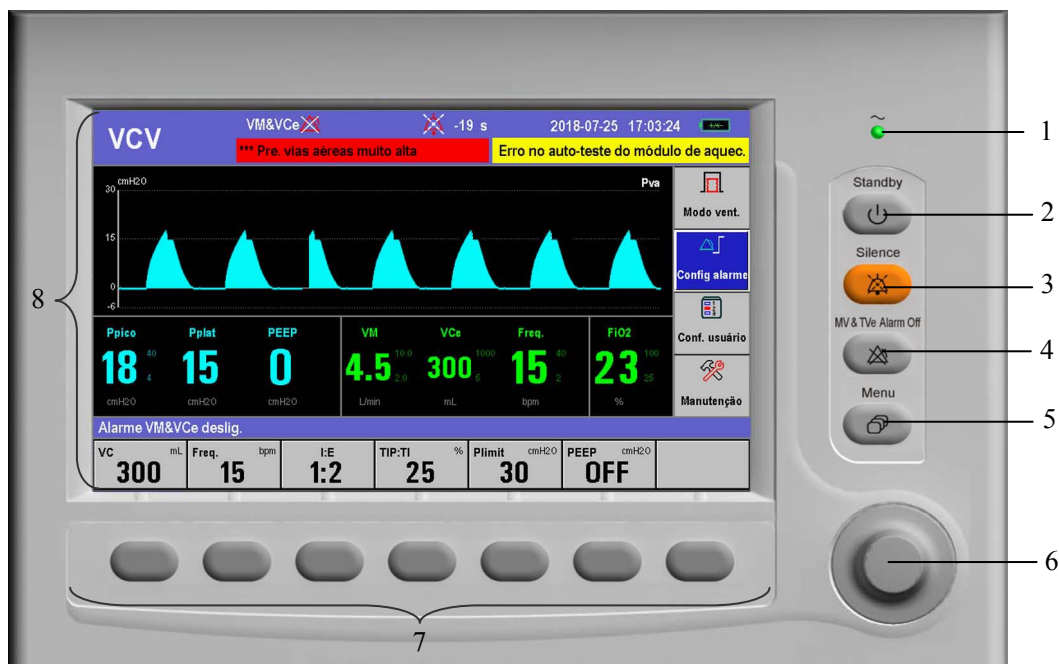 VCV
VM&VCe
-19 s
2018-07-25 17:03:24
*** Pre. vias aéreas muito alta
Erro no auto-teste do módulo de aquec.
cmH2O
Pva
30
15
0
-6
Modo vent.
Config alarme
Conf. usuário
Manutenção
Ppico
Pplat
PEEP
VM
VCe
Freq.
FiO2
18 40 4
15
0
4.5 10.0 2.0
300 1000 5
15 40 2
23 100 25
cmH2O
cmH2O
cmH2O
L/min
mL
bpm
%
Alarme VM&VCe deslig.
VC mL
300
Freq. bpm
15
I:E
1:2
TIP:TI %
25
Plimit cmH2O
30
PEEP cmH2O
OFF
~
Standby
Silence
MV & TVe Alarm Off
Menu
1
2
3
4
5
6
7
8